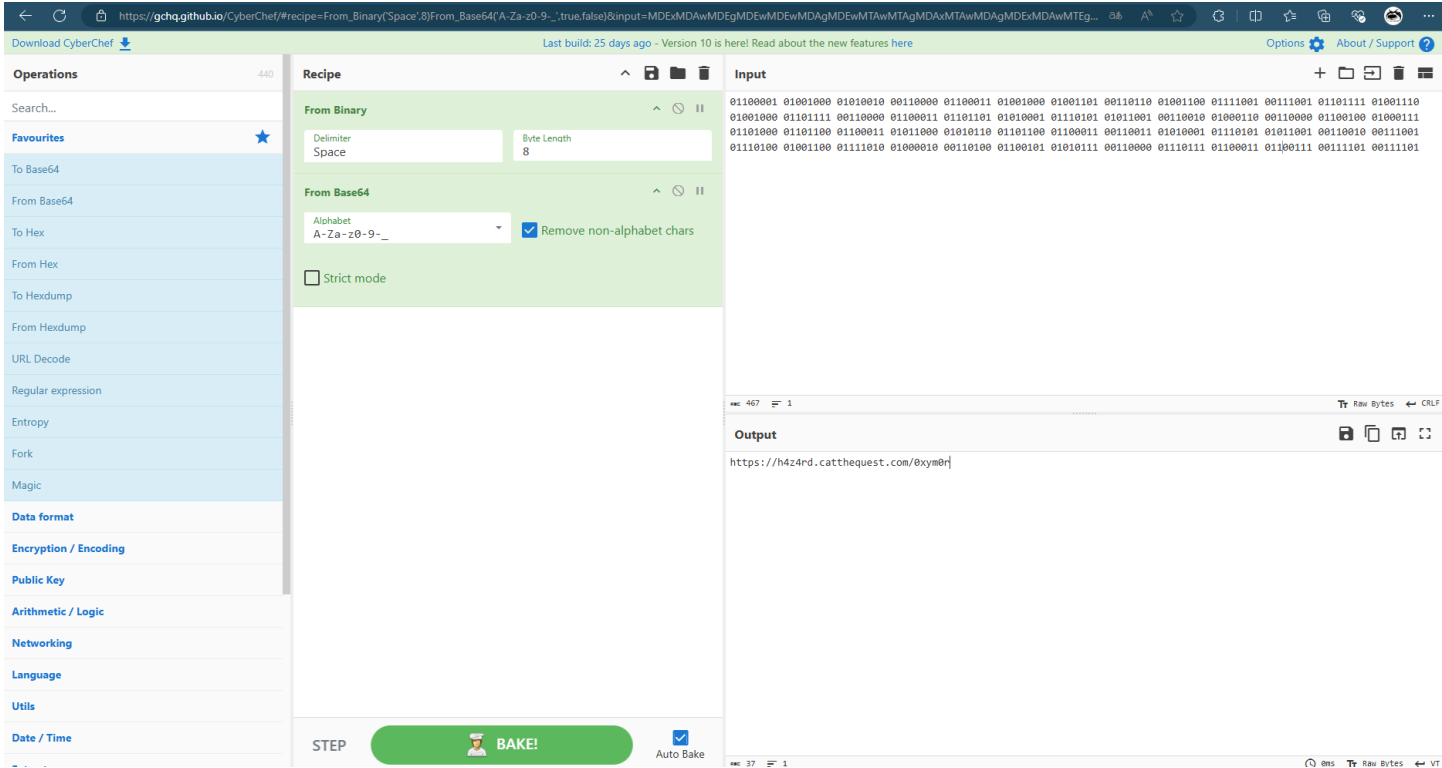 https://gchq.github.io/CyberChef/#recipe=From_Binary('Space',8)From_Base64('A-Za-z0-9-_',true,false)&input=MDExMDAwMDEgMDEwMDEwMDAgMDEwMTAwMTAgMDAxMTAwMDAgMDExMDAwMTEg...
Download CyberChef
Last build: 25 days ago - Version 10 is here! Read about the new features here
Options
About / Support
Operations
440
Search...
Favourites
To Base64
From Base64
To Hex
From Hex
To Hexdump
From Hexdump
URL Decode
Regular expression
Entropy
Fork
Magic
Data format
Encryption / Encoding
Public Key
Arithmetic / Logic
Networking
Language
Utils
Date / Time
Recipe
From Binary
Delimiter
Space
Byte Length
8
From Base64
Alphabet
A-Za-z0-9-_
Remove non-alphabet chars
Strict mode
STEP
BAKE!
Auto Bake
Input
01100001 01001000 01010010 00110000 01100011 01001000 01001101 00110110 01001100 01111001 00111001 01101111 01001110
01001000 01101111 00110000 01100011 01101101 01010001 01110101 01011001 00110010 01000110 00110000 01100100 01000111
01101000 01101100 01100011 01011000 01010110 01101100 01100011 00110011 01010001 01110101 01011001 00110010 00111001
01110100 01001100 01111010 01000010 00110100 01100101 01010111 00110000 01110111 01100011 01100111 00111101 00111101
467
1
Raw Bytes
CRLF
Output
https://h4z4rd.catthequest.com/0xym0r
37
1
0ms
Raw Bytes
VT